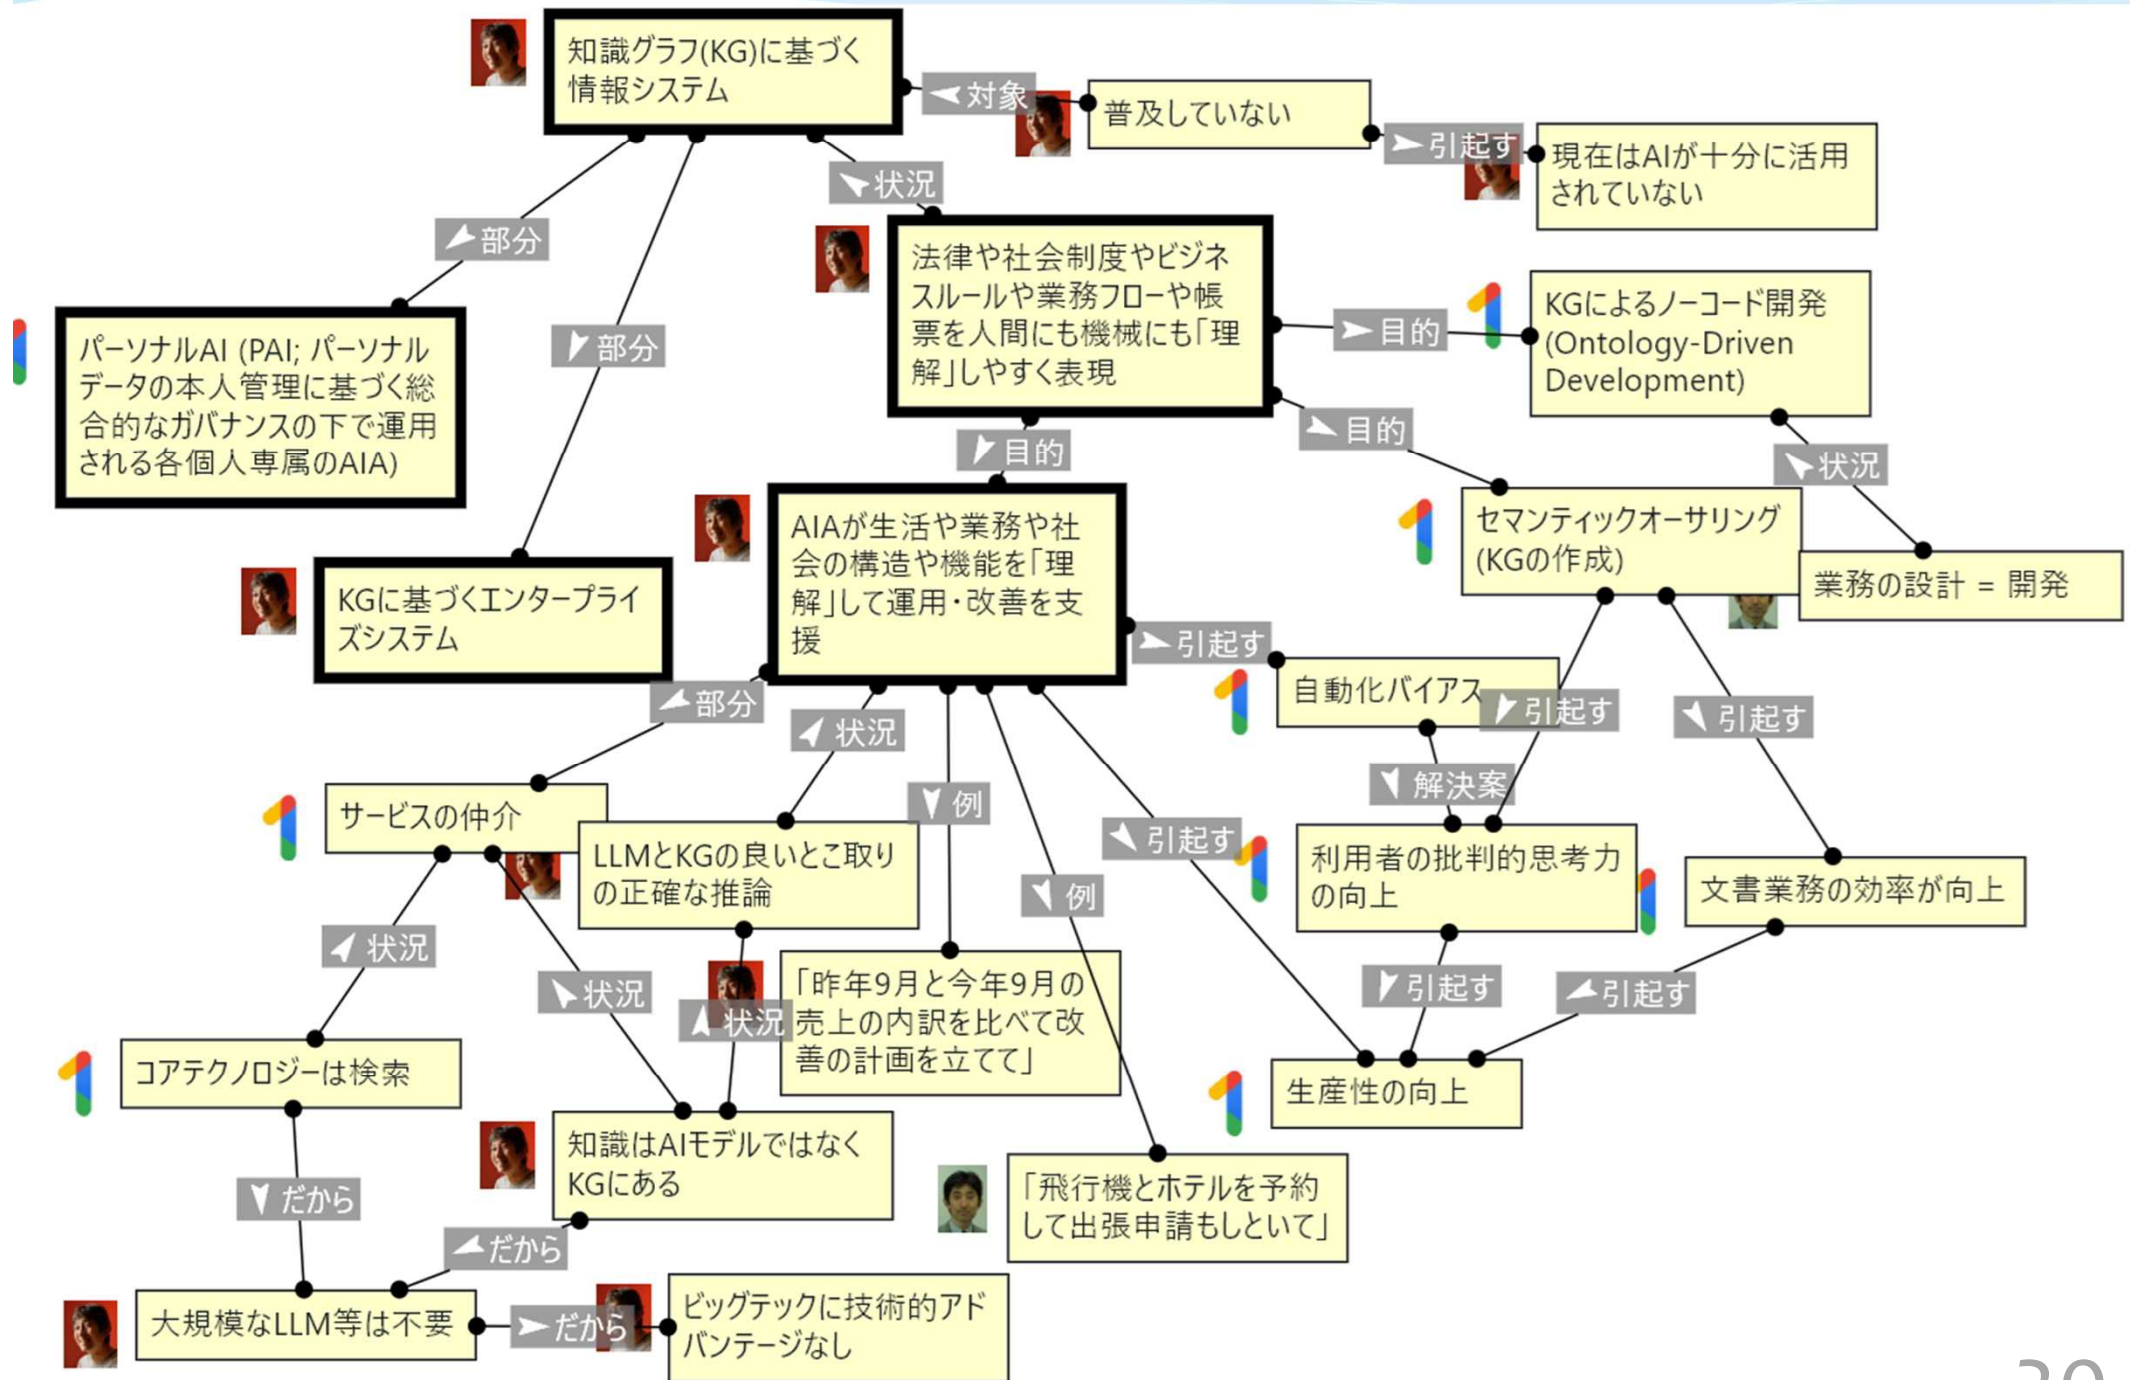 知識グラフ(KG)に基づく
情報システム
対象
普及していない
引起す
現在はAIが十分に活用
されていない
状況
部分
部分
法律や社会制度やビジネ
スルールや業務フローや帳
票を人間にも機械にも「理
解」しやすく表現
目的
KGによるノーコード開発
(Ontology-Driven
Development)
パーソナルAI (PAI; パーソナル
データの本人管理に基づく総
合的なガバナンスの下で運用
される各個人専属のAIA)
目的
目的
状況
AIAが生活や業務や社
会の構造や機能を「理
解」して運用・改善を支
援
セマンティックオーサリング
(KGの作成)
業務の設計 = 開発
KGに基づくエンタープライ
ズシステム
引起す
自動化バイアス
引起す
引起す
部分
状況
例
引起す
解決案
サービスの仲介
LLMとKGの良いとこ取り
の正確な推論
例
利用者の批判的思考力
の向上
文書業務の効率が向上
状況
状況
状況
「昨年9月と今年9月の
売上の内訳を比べて改
善の計画を立てて」
引起す
引起す
コアテクノロジーは検索
生産性の向上
知識はAIモデルではなく
KGにある
「飛行機とホテルを予約
して出張申請もしといて」
だから
だから
大規模なLLM等は不要
だから
ビッグテックに技術的アド
バンテージなし